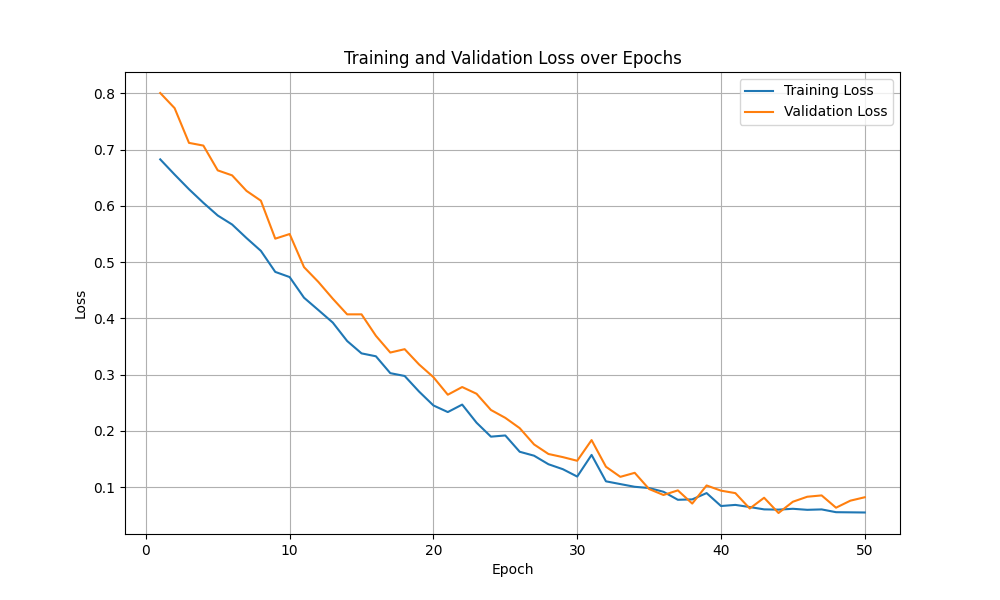 Training and Validation Loss over Epochs
Training Loss
Validation Loss
0.8
0.7
0.6
0.5
0.4
0.3
0.2
0.1
Loss
0 10 20 30 40 50
Epoch